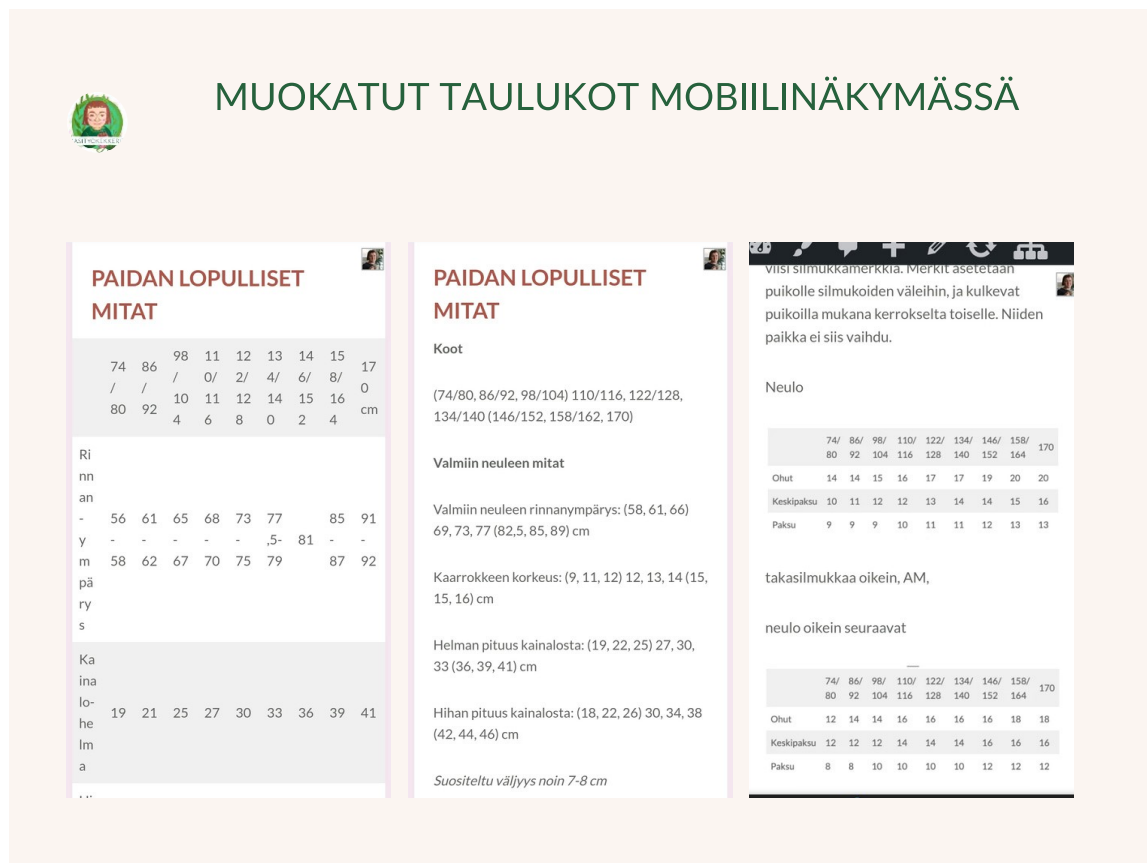 MUOKATUT TAULUKOT MOBIILINÄKYMÄSSÄ
PAIDAN LOPULLISET
MITAT
74/80 86/92 98/104 110/116 122/128 134/140 146/152 158/164 170 cm
Rinnan-ympärys 56-58 61-62 65-67 68-70 73-75 77,5-79 81 85-87 91-92
Kainalo-helma 19 21 25 27 30 33 36 39 41
PAIDAN LOPULLISET
MITAT
Koot
(74/80, 86/92, 98/104) 110/116, 122/128,
134/140 (146/152, 158/162, 170)
Valmiin neuleen mitat
Valmiin neuleen rinnanympärys: (58, 61, 66)
69, 73, 77 (82,5, 85, 89) cm
Kaarrokkeen korkeus: (9, 11, 12) 12, 13, 14 (15,
15, 16) cm
Helman pituus kainalosta: (19, 22, 25) 27, 30,
33 (36, 39, 41) cm
Hihan pituus kainalosta: (18, 22, 26) 30, 34, 38
(42, 44, 46) cm
Suositeltu väljyys noin 7-8 cm
viisi silmukkamerkkiä. Merkit asetetaan
puikolle silmukoiden väleihin, ja kulkevat
puikoilla mukana kerrokselta toiselle. Niiden
paikka ei siis vaihdu.
Neulo
74/80 86/92 98/104 110/116 122/128 134/140 146/152 158/164 170
Ohut 14 14 15 16 17 17 19 20 20
Keskipaksu 10 11 12 12 13 14 14 15 16
Paksu 9 9 9 10 11 11 12 13 13
takasilmukkaa oikein, AM,
neulo oikein seuraavat
74/80 86/92 98/104 110/116 122/128 134/140 146/152 158/164 170
Ohut 12 14 14 16 16 16 16 18 18
Keskipaksu 12 12 12 14 14 14 16 16 16
Paksu 8 8 10 10 10 10 12 12 12